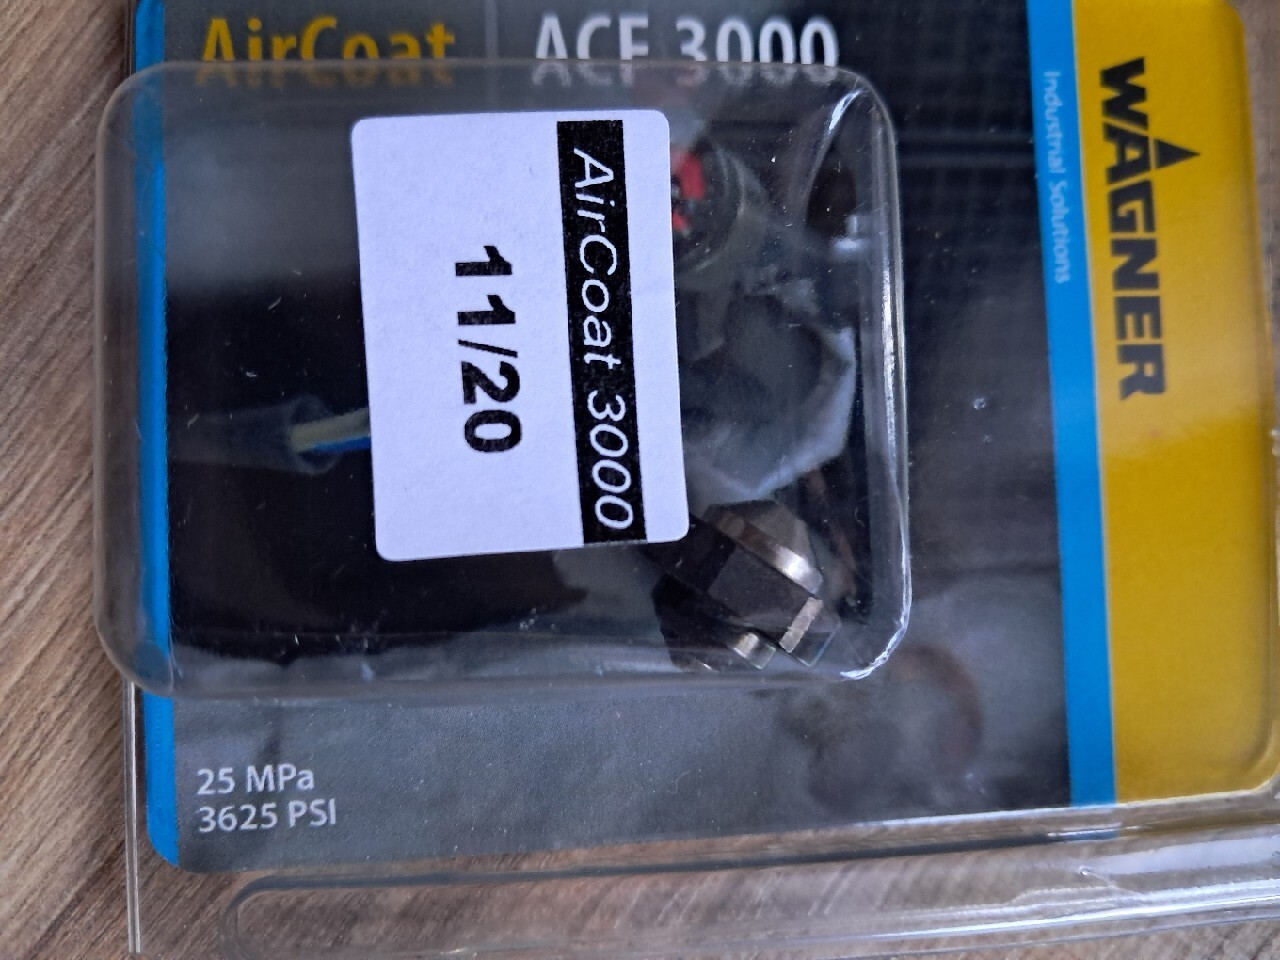 AirCoat
ACF 3000
WAGNER
Industrial Solutions
AirCoat 3000
11/20
25 MPa
3625 PSI